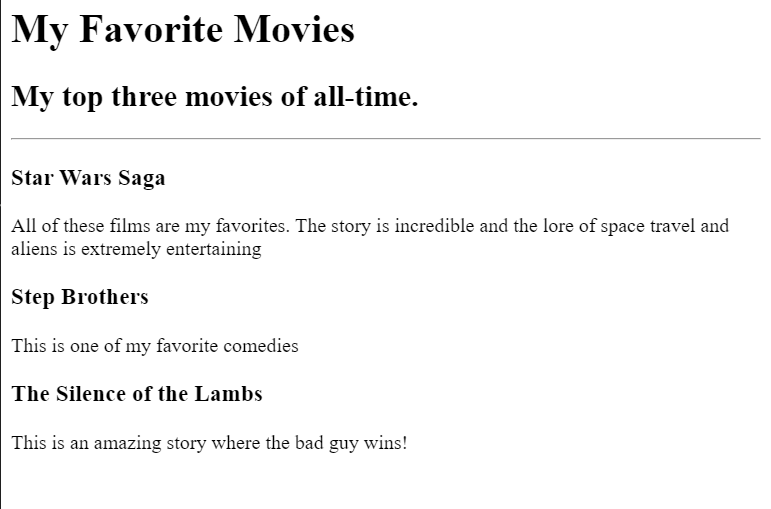 My Favorite Movies
My top three movies of all-time.
Star Wars Saga
All of these films are my favorites. The story is incredible and the lore of space travel and
aliens is extremely entertaining
Step Brothers
This is one of my favorite comedies
The Silence of the Lambs
This is an amazing story where the bad guy wins!